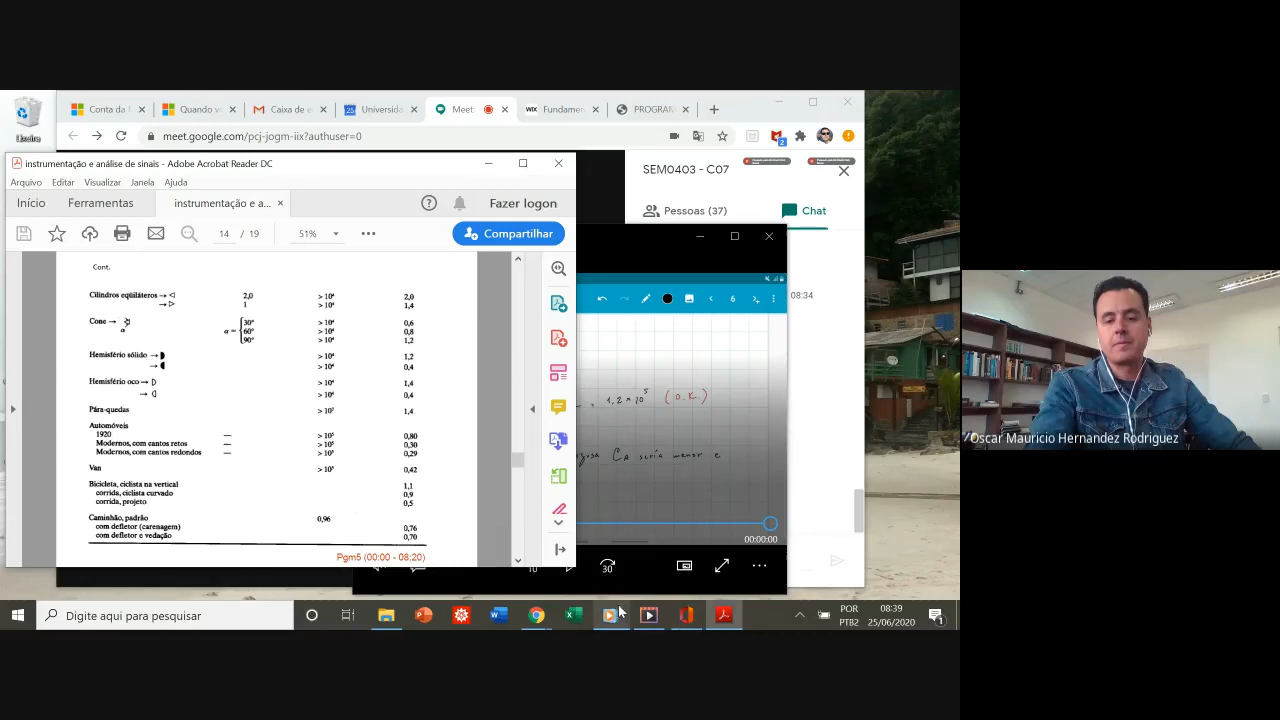 Lixeira
Conta da
Quando v
Caixa de e
Universida
Meet:
WIX
Fundamen
PROGRAM
meet.google.com/pcj-jogm-iix?authuser=0
instrumentação e análise de sinais - Adobe Acrobat Reader DC
SEM0403 - C07
Arquivo Editar Visualizar Janela Ajuda
Início Ferramentas instrumentação e a... Fazer logon
Pessoas (37) Chat
14 / 19 51% Compartilhar
Cont.
Cilindros eqüiláteros → 2,0 > 10⁴ 2,0
→ 1 > 10⁴ 1,4
08:34
6
Cone → α α = 30° > 10⁴ 0,6
60° > 10⁴ 0,8
90° > 10⁴ 1,2
Hemisfério sólido → > 10⁴ 1,2
→ > 10⁴ 0,4
Hemisfério oco → > 10⁴ 1,4
→ > 10⁴ 0,4
Pára-quedas > 10⁷ 1,4
Automóveis
1920 — > 10⁵ 0,80
Modernos, com cantos retos — > 10⁵ 0,30
Modernos, com cantos redondos — > 10⁵ 0,29
Van > 10⁵ 0,42
Bicicleta, ciclista na vertical 1,1
corrida, ciclista curvado 0,9
corrida, projeto 0,5
Caminhão, padrão 0,96
com defletor (carenagem) 0,76
com defletor e vedação 0,70
Pgm5 (00:00 - 08:20)
= 1,2 × 10⁵ (O.K.)
CA seria menor e
00:00:00
10 30
Oscar Mauricio Hernandez Rodriguez
Digite aqui para pesquisar
POR
PTB2
08:39
25/06/2020